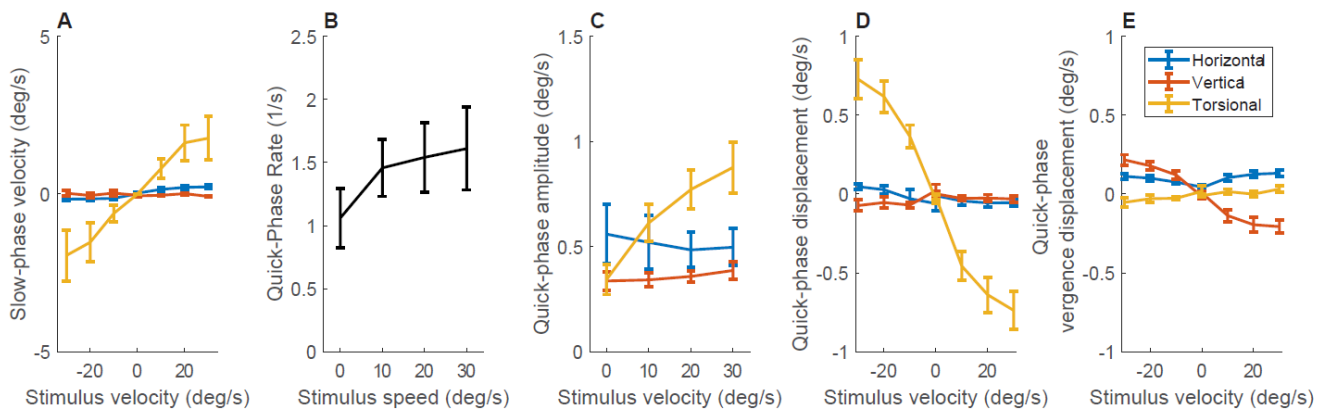 A
5
0
-5
-20
0
20
Slow-phase velocity (deg/s)
Stimulus velocity (deg/s)
B
2.5
2
1.5
1
0.5
0
0
10
20
30
Quick-Phase Rate (1/s)
Stimulus speed (deg/s)
C
1.5
1
0.5
0
0
10
20
30
Quick-phase amplitude (deg/s)
Stimulus velocity (deg/s)
D
1
0.5
0
-0.5
-1
-20
0
20
Quick-phase displacement (deg/s)
Stimulus velocity (deg/s)
E
1
0.5
0
-0.5
-1
-20
0
20
Quick-phase
vergence displacement (deg/s)
Stimulus velocity (deg/s)
Horizontal
Vertica
Torsional